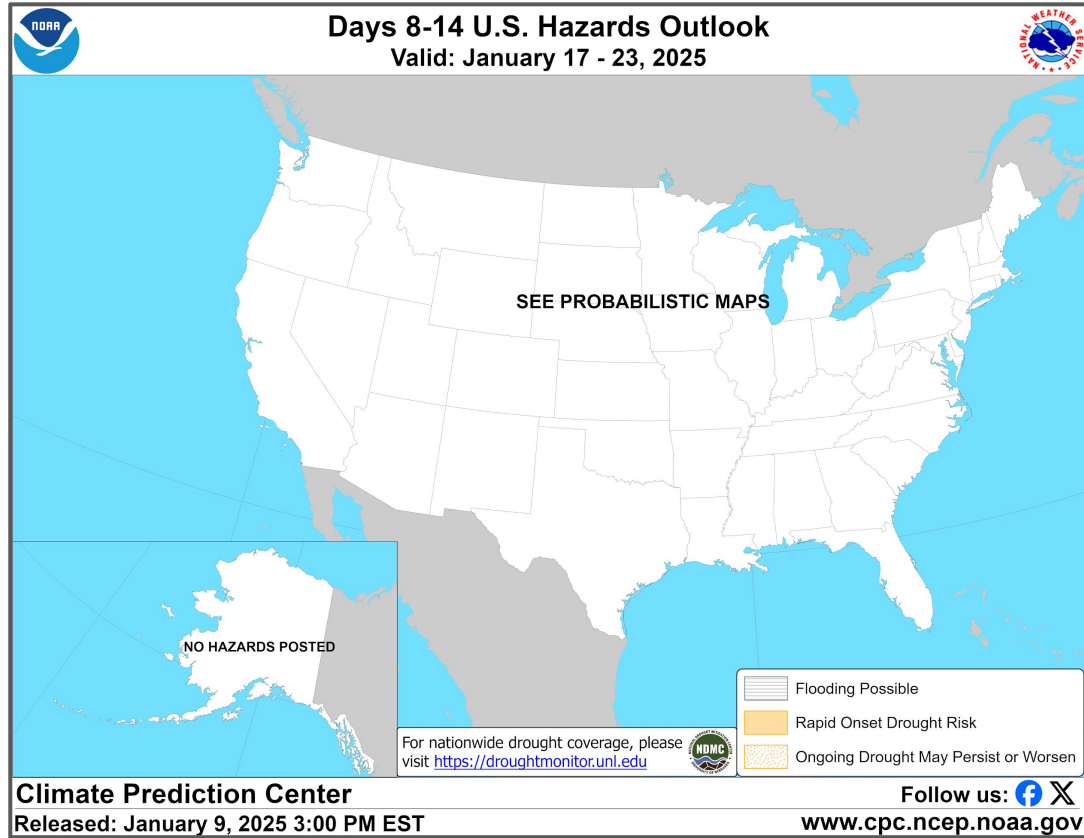 NOAA
Days 8-14 U.S. Hazards Outlook
Valid: January 17 - 23, 2025
NATIONAL WEATHER SERVICE
SEE PROBABILISTIC MAPS
NO HAZARDS POSTED
Flooding Possible
Rapid Onset Drought Risk
Ongoing Drought May Persist or Worsen
For nationwide drought coverage, please
visit https://droughtmonitor.unl.edu
NDMC
Climate Prediction Center
Released: January 9, 2025 3:00 PM EST
Follow us:
www.cpc.ncep.noaa.gov